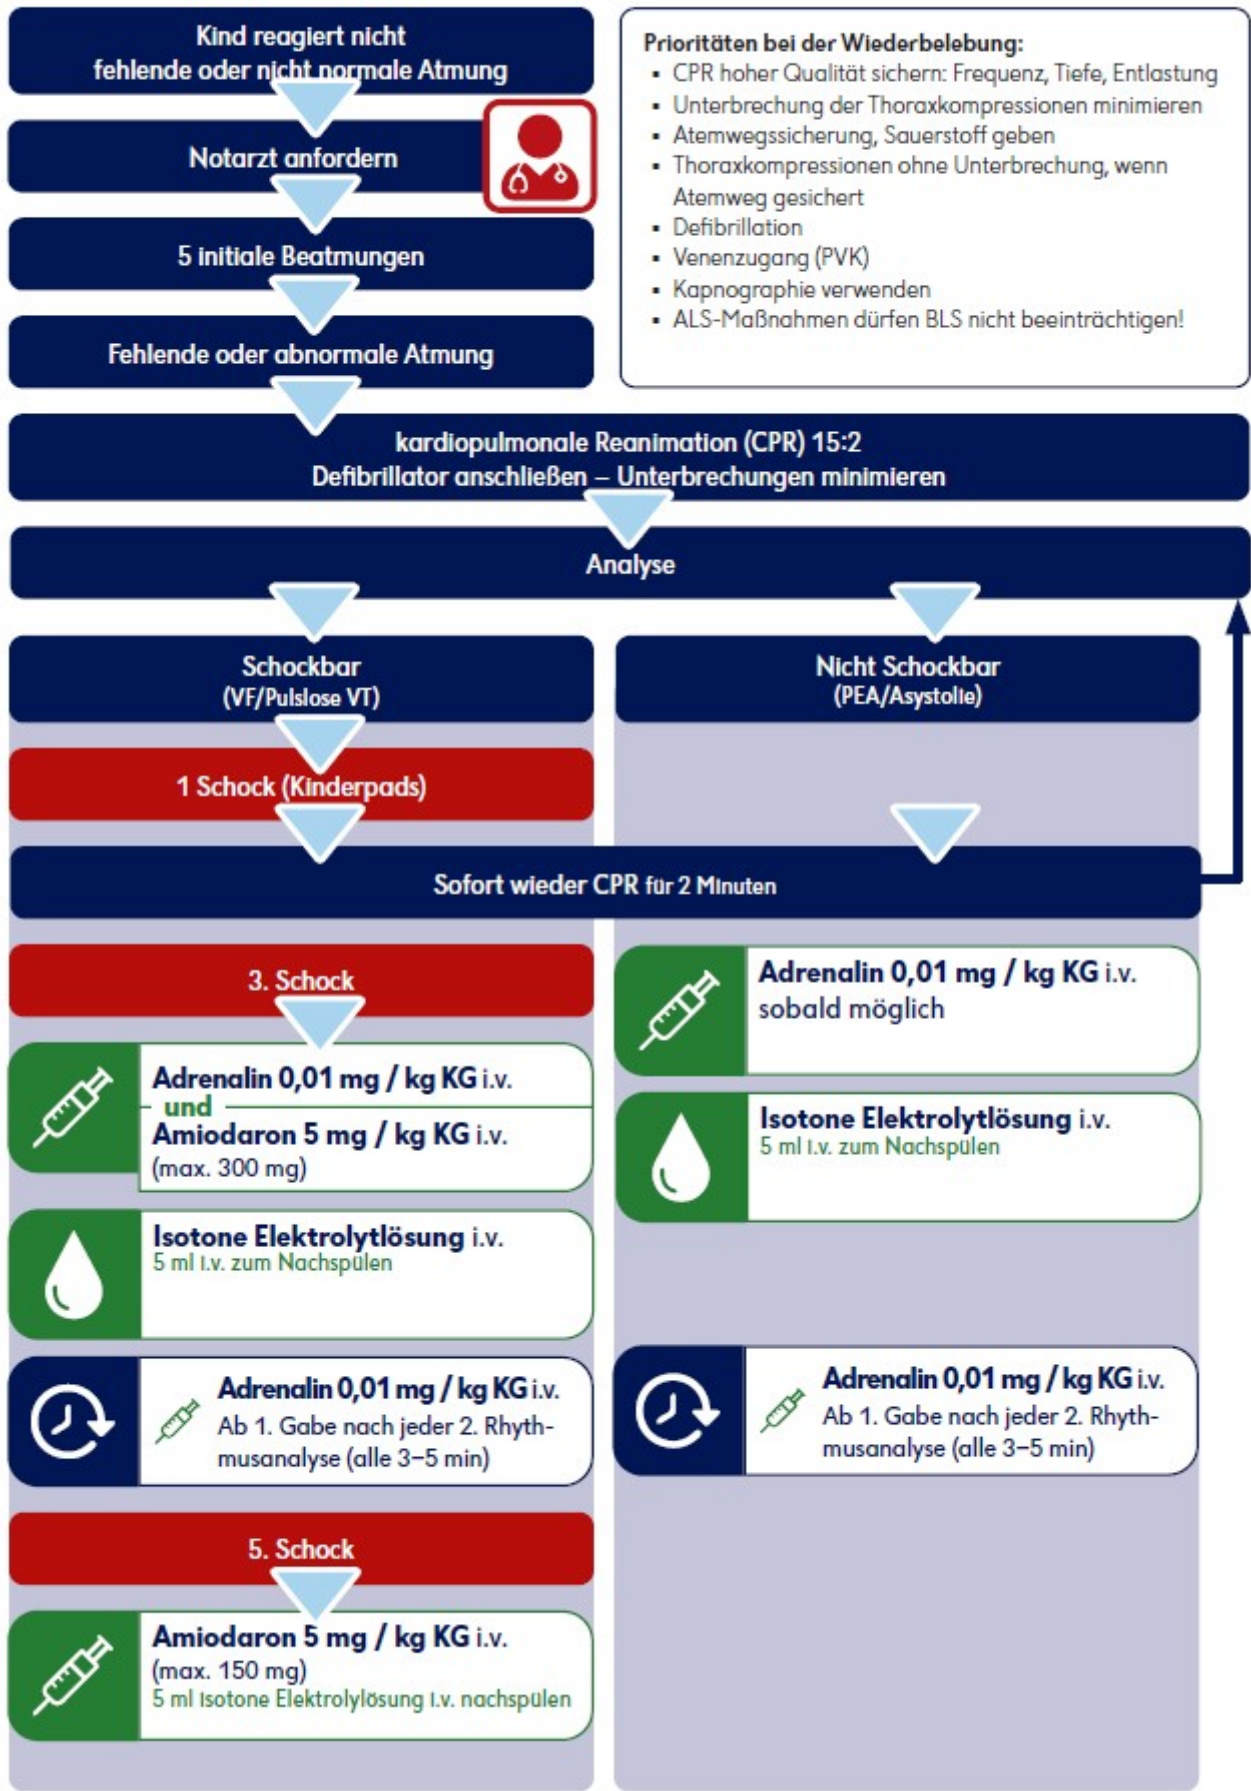 Kind reagiert nicht
fehlende oder nicht normale Atmung
Notarzt anfordern
5 initiale Beatmungen
Fehlende oder abnormale Atmung
Prioritäten bei der Wiederbelebung:
▪ CPR hoher Qualität sichern: Frequenz, Tiefe, Entlastung
▪ Unterbrechung der Thoraxkompressionen minimieren
▪ Atemwegssicherung, Sauerstoff geben
▪ Thoraxkompressionen ohne Unterbrechung, wenn
Atemweg gesichert
▪ Defibrillation
▪ Venenzugang (PVK)
▪ Kapnographie verwenden
▪ ALS-Maßnahmen dürfen BLS nicht beeinträchtigen!
kardiopulmonale Reanimation (CPR) 15:2
Defibrillator anschließen – Unterbrechungen minimieren
Analyse
Schockbar
(VF/Pulslose VT)
Nicht Schockbar
(PEA/Asystolie)
1 Schock (Kinderpads)
Sofort wieder CPR für 2 Minuten
3. Schock
Adrenalin 0,01 mg / kg KG i.v.
und
Amiodaron 5 mg / kg KG i.v.
(max. 300 mg)
Isotone Elektrolytlösung i.v.
5 ml i.v. zum Nachspülen
Adrenalin 0,01 mg / kg KG i.v.
Ab 1. Gabe nach jeder 2. Rhyth-
musanalyse (alle 3–5 min)
5. Schock
Amiodaron 5 mg / kg KG i.v.
(max. 150 mg)
5 ml isotone Elektrolylösung i.v. nachspülen
Adrenalin 0,01 mg / kg KG i.v.
sobald möglich
Isotone Elektrolytlösung i.v.
5 ml i.v. zum Nachspülen
Adrenalin 0,01 mg / kg KG i.v.
Ab 1. Gabe nach jeder 2. Rhyth-
musanalyse (alle 3–5 min)